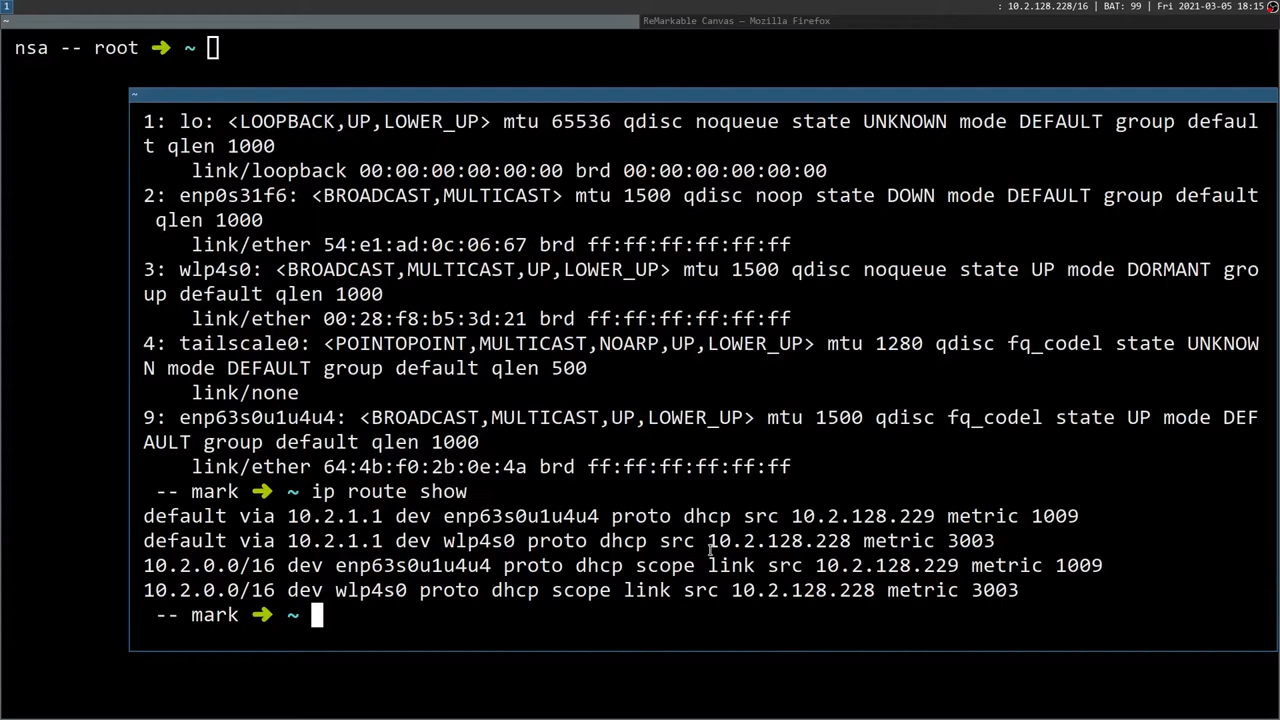 1
: 10.2.128.228/16 | BAT: 99 | Fri 2021-03-05 18:15
~
ReMarkable Canvas — Mozilla Firefox
nsa -- root ➜ ~
~
1: lo: <LOOPBACK,UP,LOWER_UP> mtu 65536 qdisc noqueue state UNKNOWN mode DEFAULT group defaul
t qlen 1000
    link/loopback 00:00:00:00:00:00 brd 00:00:00:00:00:00
2: enp0s31f6: <BROADCAST,MULTICAST> mtu 1500 qdisc noop state DOWN mode DEFAULT group default
 qlen 1000
    link/ether 54:e1:ad:0c:06:67 brd ff:ff:ff:ff:ff:ff
3: wlp4s0: <BROADCAST,MULTICAST,UP,LOWER_UP> mtu 1500 qdisc noqueue state UP mode DORMANT gro
up default qlen 1000
    link/ether 00:28:f8:b5:3d:21 brd ff:ff:ff:ff:ff:ff
4: tailscale0: <POINTOPOINT,MULTICAST,NOARP,UP,LOWER_UP> mtu 1280 qdisc fq_codel state UNKNOW
N mode DEFAULT group default qlen 500
    link/none
9: enp63s0u1u4u4: <BROADCAST,MULTICAST,UP,LOWER_UP> mtu 1500 qdisc fq_codel state UP mode DEF
AULT group default qlen 1000
    link/ether 64:4b:f0:2b:0e:4a brd ff:ff:ff:ff:ff:ff
 -- mark ➜ ~ ip route show
default via 10.2.1.1 dev enp63s0u1u4u4 proto dhcp src 10.2.128.229 metric 1009
default via 10.2.1.1 dev wlp4s0 proto dhcp src 10.2.128.228 metric 3003
10.2.0.0/16 dev enp63s0u1u4u4 proto dhcp scope link src 10.2.128.229 metric 1009
10.2.0.0/16 dev wlp4s0 proto dhcp scope link src 10.2.128.228 metric 3003
 -- mark ➜ ~